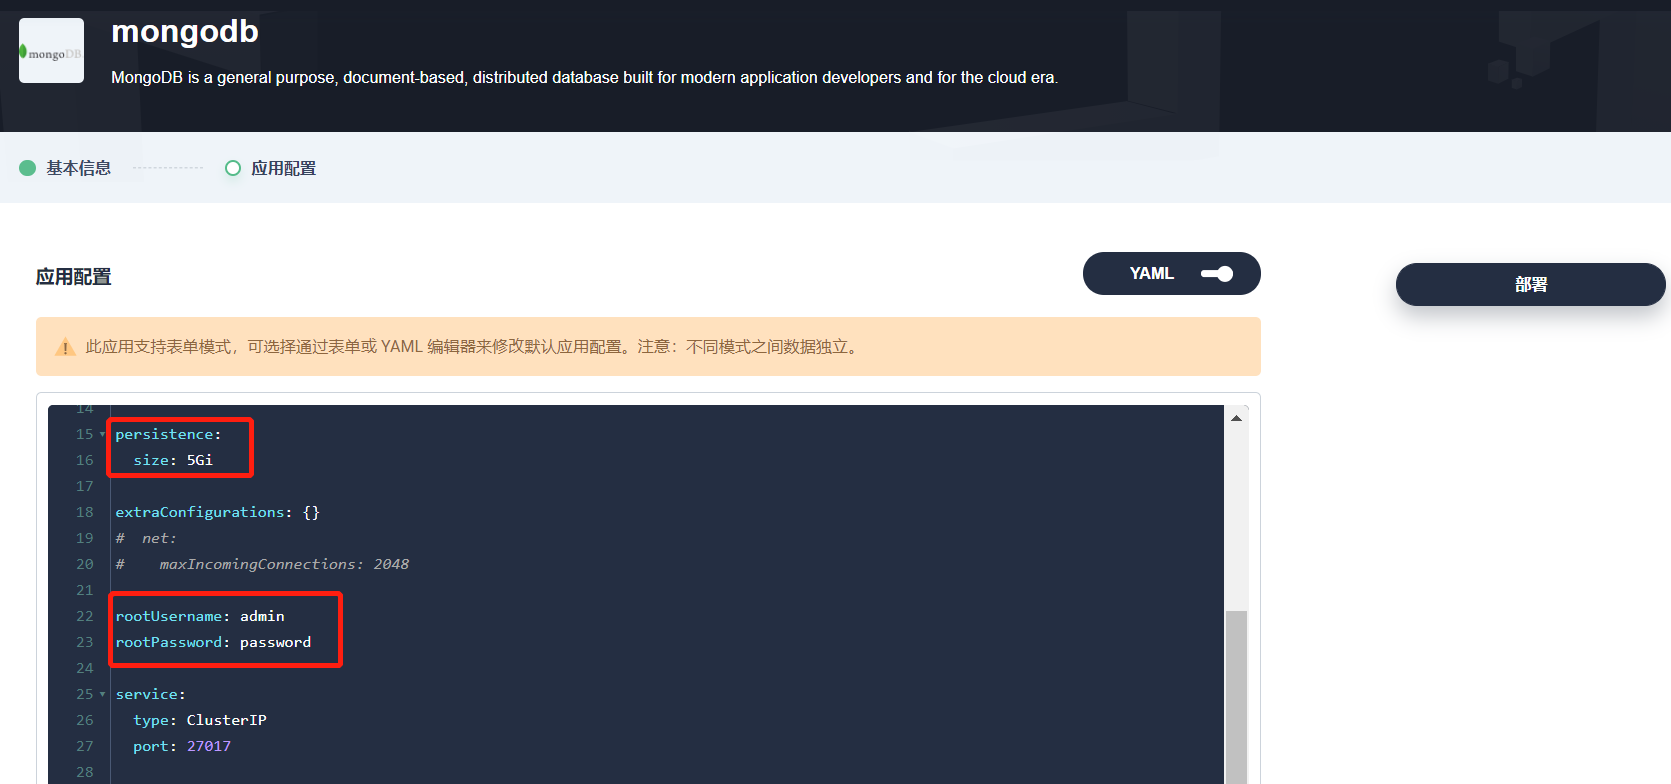 mongodb
mongoDB
MongoDB is a general purpose, document-based, distributed database built for modern application developers and for the cloud era.
基本信息
应用配置
应用配置
YAML
部署
此应用支持表单模式，可选择通过表单或 YAML 编辑器来修改默认应用配置。注意：不同模式之间数据独立。
14
15 persistence:
16 size: 5Gi
17
18 extraConfigurations: {}
19 # net:
20 # maxIncomingConnections: 2048
21
22 rootUsername: admin
23 rootPassword: password
24
25 service:
26 type: ClusterIP
27 port: 27017
28